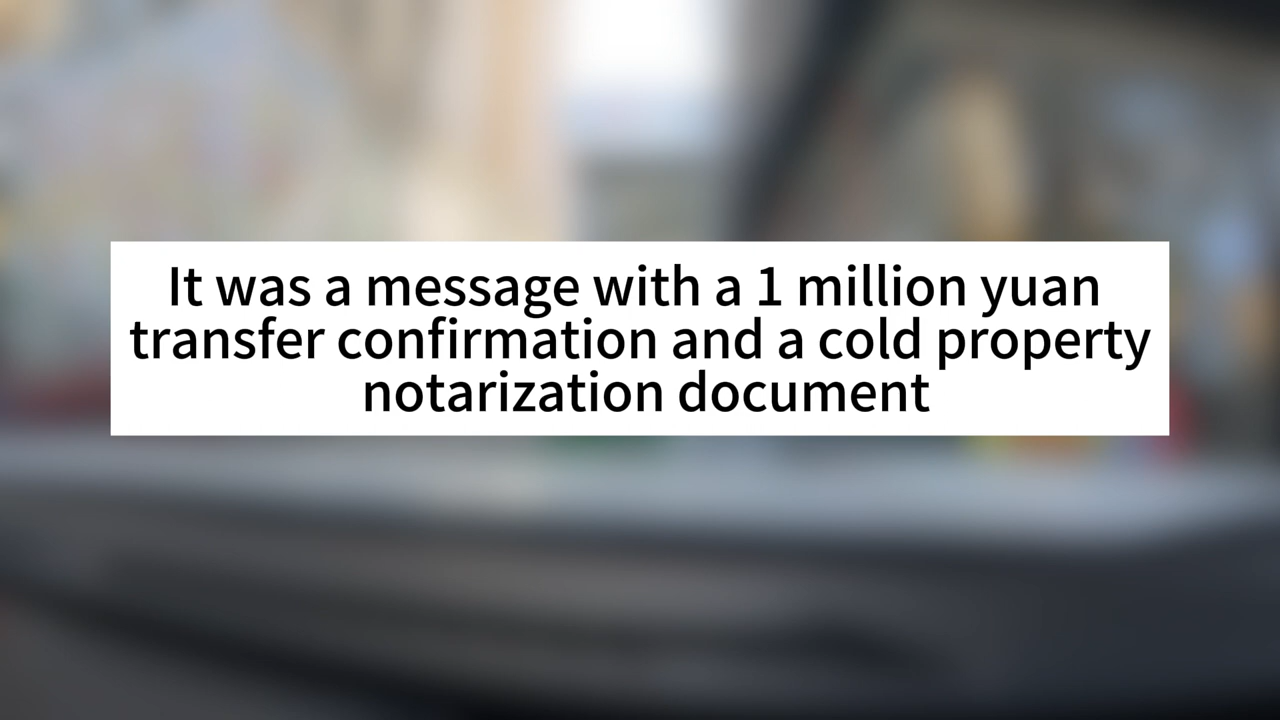 It was a message with a 1 million yuan
transfer confirmation and a cold property
notarization document